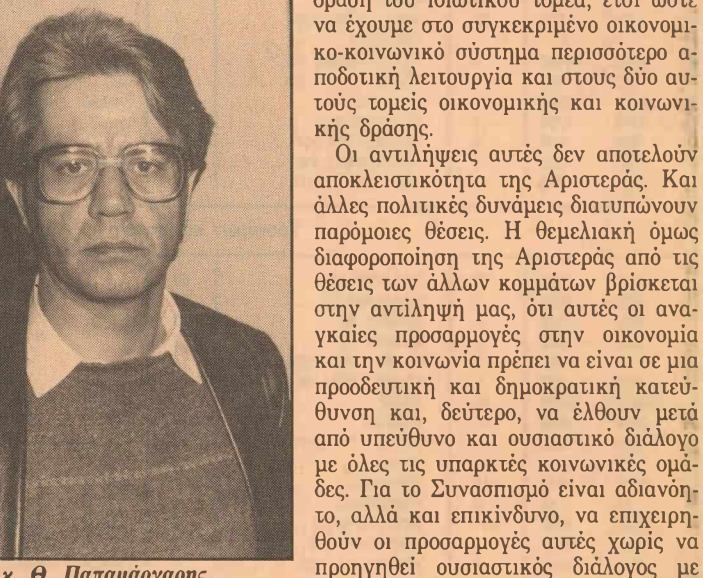 δράση του ιδιωτικού τομέα, έτσι ώστε
να έχουμε στο συγκεκριμένο οικονομι-
κο-κοινωνικό σύστημα περισσότερο α-
ποδοτική λειτουργία και στους δύο αυ-
τούς τομείς οικονομικής και κοινωνι-
κής δράσης.
Οι αντιλήψεις αυτές δεν αποτελούν
αποκλειστικότητα της Αριστεράς. Και
άλλες πολιτικές δυνάμεις διατυπώνουν
παρόμοιες θέσεις. Η θεμελιακή όμως
διαφοροποίηση της Αριστεράς από τις
θέσεις των άλλων κομμάτων βρίσκεται
στην αντίληψή μας, ότι αυτές οι ανα-
γκαίες προσαρμογές στην οικονομία
και την κοινωνία πρέπει να είναι σε μια
προοδευτική και δημοκρατική κατεύ-
θυνση και, δεύτερο, να έλθουν μετά
από υπεύθυνο και ουσιαστικό διάλογο
με όλες τις υπαρκτές κοινωνικές ομά-
δες. Για το Συνασπισμό είναι αδιανόη-
το, αλλά και επικίνδυνο, να επιχειρη-
θούν οι προσαρμογές αυτές χωρίς να
προηγηθεί ουσιαστικός διάλογος με
κ. Θ. Παπαμάργαρης